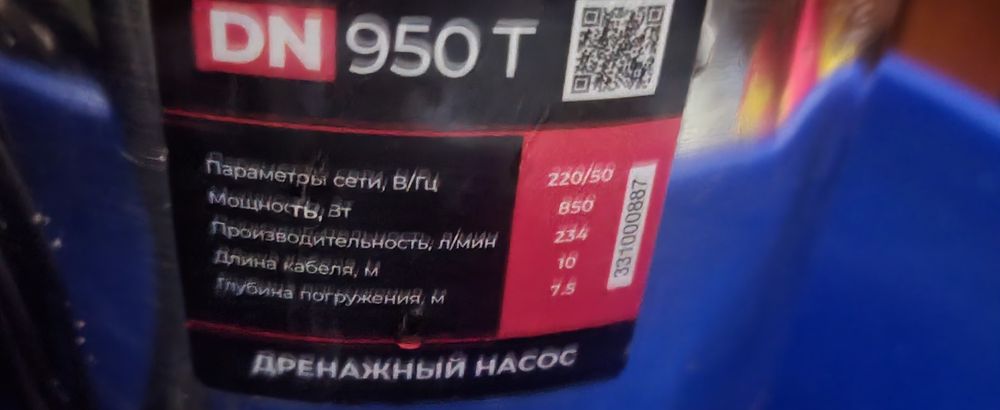 DN 950 T
Параметры сети, В/Гц 220/50
Мощность, Вт 850
Производительность, л/мин 234
Длина кабеля, м 10
Глубина погружения, м 7.5
331000887
ДРЕНАЖНЫЙ НАСОС